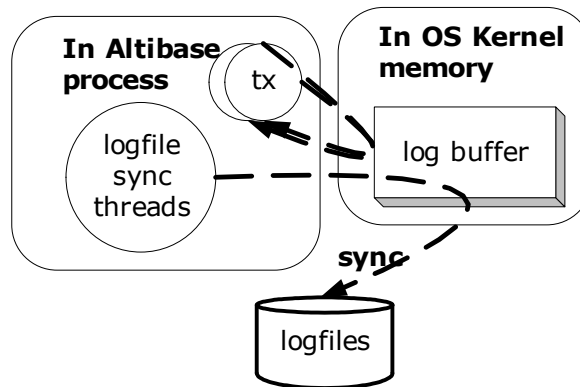 In Altibase
process
tx
logfile
sync
threads
In OS Kernel
memory
log buffer
sync
logfiles